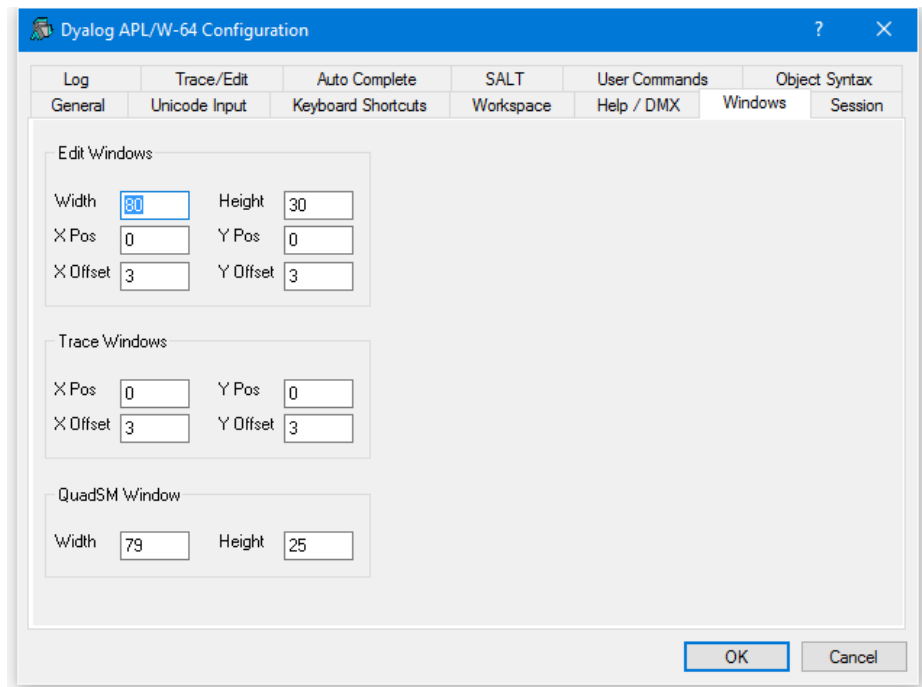 Dyalog APL/W-64 Configuration ? ×
Log Trace/Edit Auto Complete SALT User Commands Object Syntax
General Unicode Input Keyboard Shortcuts Workspace Help / DMX Windows Session
Edit Windows
Width 80 Height 30
X Pos 0 Y Pos 0
X Offset 3 Y Offset 3
Trace Windows
X Pos 0 Y Pos 0
X Offset 3 Y Offset 3
QuadSM Window
Width 79 Height 25
OK Cancel